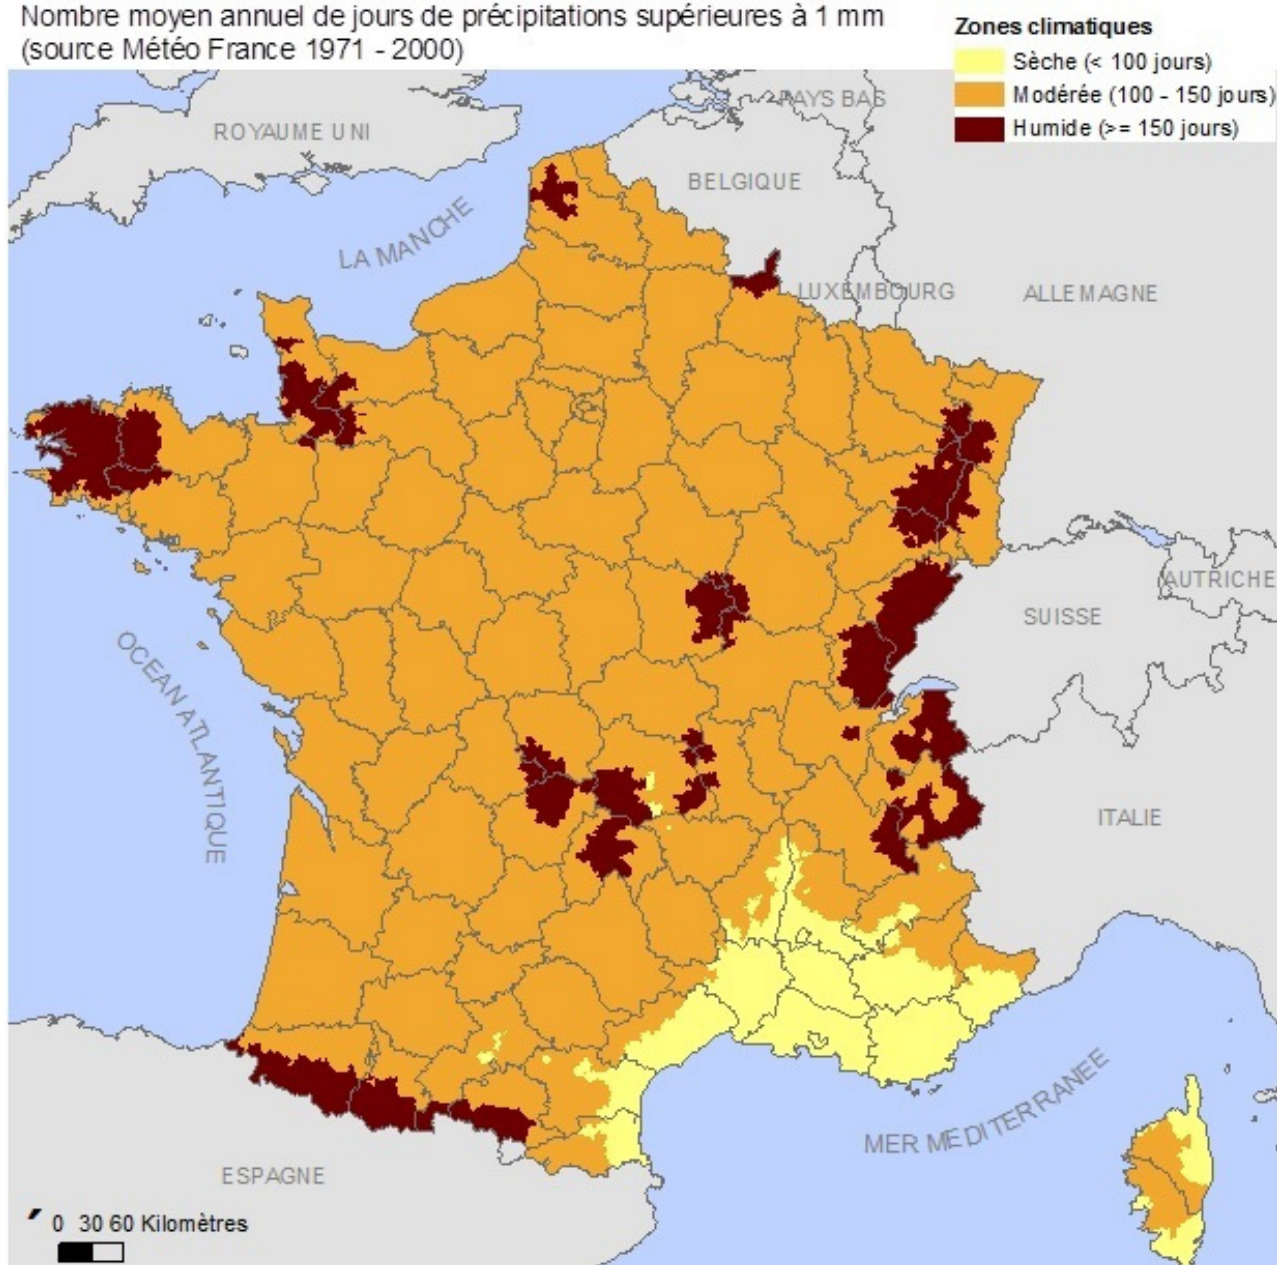 Nombre moyen annuel de jours de précipitations supérieures à 1 mm
(source Météo France 1971 - 2000)
Zones climatiques
Sèche (< 100 jours)
Modérée (100 - 150 jours)
Humide (>= 150 jours)
PAYS BAS
ROYAUME UNI
BELGIQUE
LA MANCHE
LUXEMBOURG
ALLEMAGNE
AUTRICHE
SUISSE
OCEAN ATLANTIQUE
ITALIE
MER MEDITERRANEE
ESPAGNE
0 30 60 Kilomètres